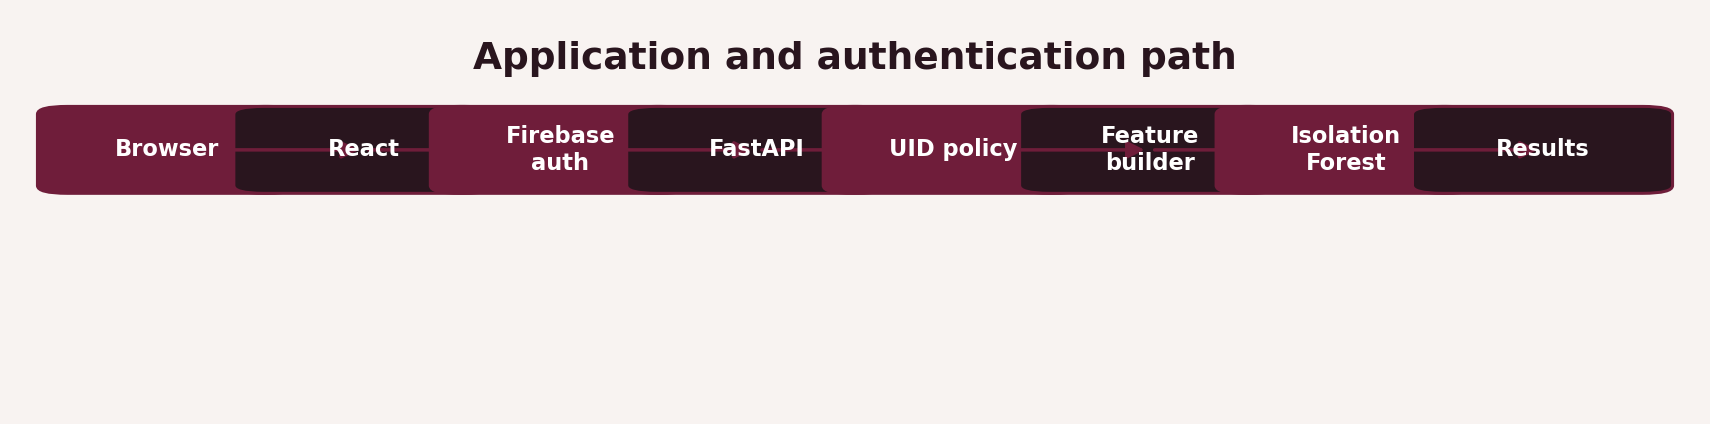 Application and authentication path
Browser
React
Firebase
auth
FastAPI
UID policy
Feature
builder
Isolation
Forest
Results